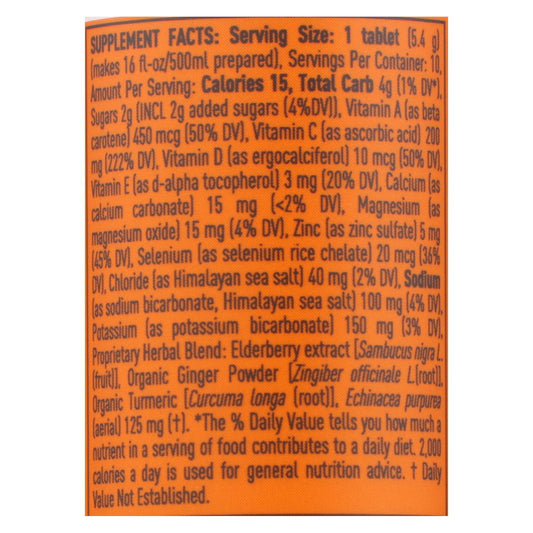 SUPPLEMENT FACTS: Serving Size: 1 tablet (5.4 g)
(makes 16 fl-oz/500ml prepared), Servings Per Container: 10,
Amount Per Serving: Calories 15, Total Carb 4g (1% DV*),
Sugars 2g (INCL 2g added sugars (4%DV)), Vitamin A (as beta
carotene) 450 mcg (50% DV), Vitamin C (as ascorbic acid) 200
mg (222% DV), Vitamin D (as ergocalciferol) 10 mcg (50% DV),
Vitamin E (as d-alpha tocopherol) 3 mg (20% DV), Calcium (as
calcium carbonate) 15 mg (<2% DV), Magnesium (as
magnesium oxide) 15 mg (4% DV), Zinc (as zinc sulfate) 5 mg
(45% DV), Selenium (as selenium rice chelate) 20 mcg (36%
DV), Chloride (as Himalayan sea salt) 40 mg (2% DV), Sodium
(as sodium bicarbonate, Himalayan sea salt) 100 mg (4% DV),
Potassium (as potassium bicarbonate) 150 mg (3% DV),
Proprietary Herbal Blend: Elderberry extract [Sambucus nigra L.
(fruit)], Organic Ginger Powder [Zingiber officinale L.(root)],
Organic Turmeric [Curcuma longa (root)], Echinacea purpurea
(aerial) 125 mg (†). *The % Daily Value tells you how much a
nutrient in a serving of food contributes to a daily diet. 2,000
calories a day is used for general nutrition advice. † Daily
Value Not Established.